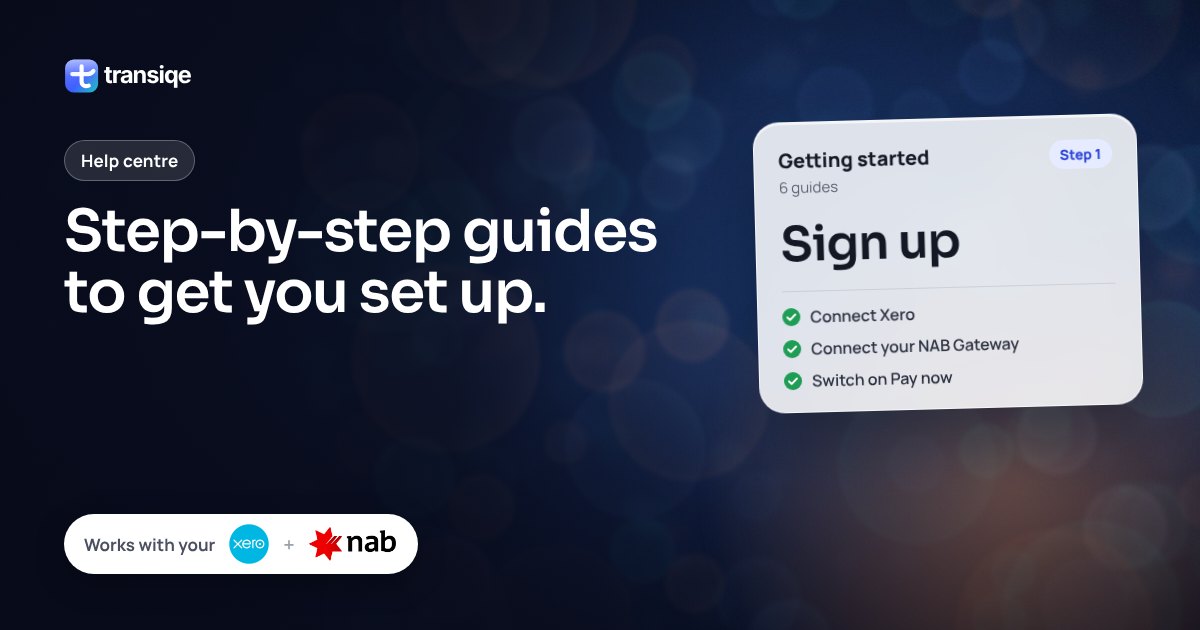 transiqe
Help centre
Step-by-step guides
to get you set up.
Getting started
Step 1
6 guides
Sign up
Connect Xero
Connect your NAB Gateway
Switch on Pay now
Works with your xero + nab